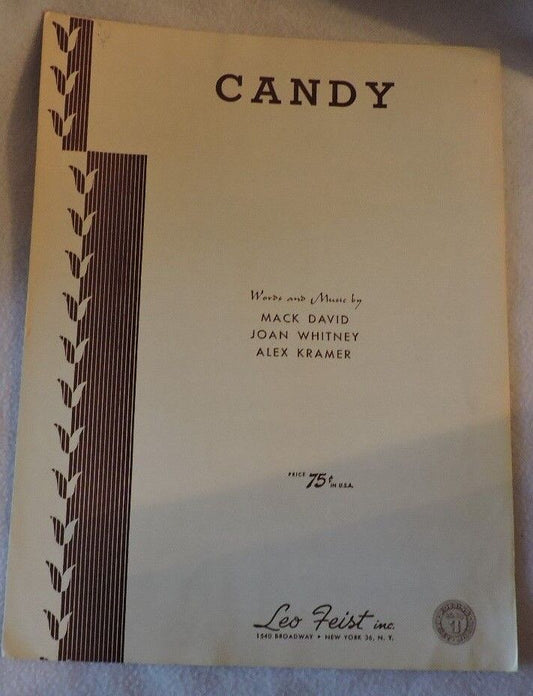 CANDY
Words and Music by
MACK DAVID
JOAN WHITNEY
ALEX KRAMER
PRICE 75¢ IN U.S.A.
Leo Feist inc.
1540 BROADWAY • NEW YORK 36, N. Y.